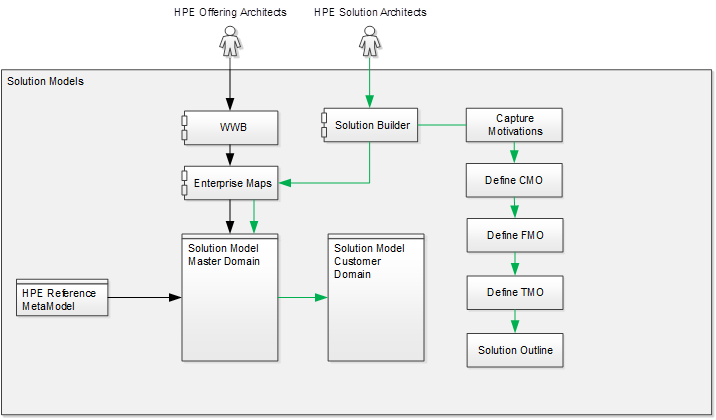 HPE Offering Architects
HPE Solution Architects
Solution Models
WWB
Solution Builder
Capture
Motivations
Enterprise Maps
Define CMO
Solution Model
Master Domain
Solution Model
Customer
Domain
Define FMO
HPE Reference
MetaModel
Define TMO
Solution Outline